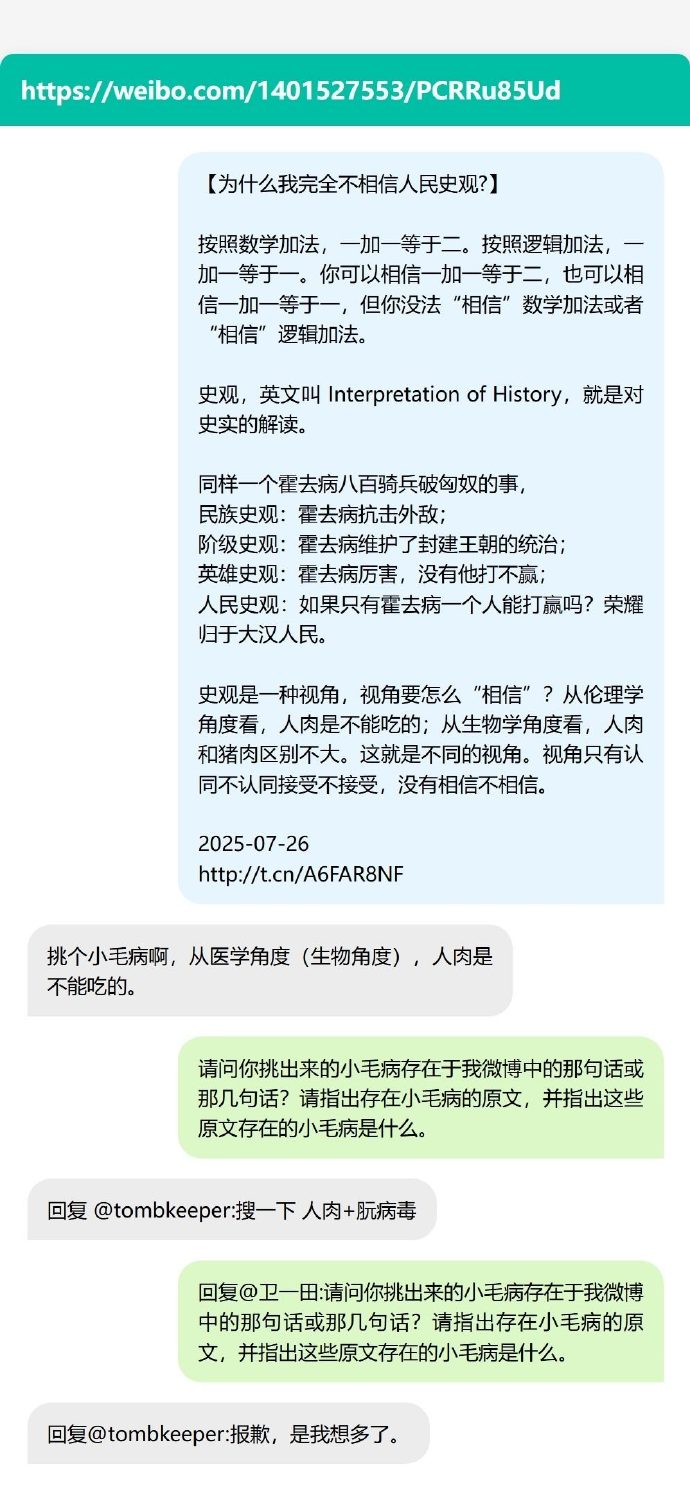 https://weibo.com/1401527553/PCRRu85Ud
【为什么我完全不相信人民史观?】
按照数学加法，一加一等于二。按照逻辑加法，一
加一等于一。你可以相信一加一等于二，也可以相
信一加一等于一，但你没法“相信”数学加法或者
“相信”逻辑加法。
史观，英文叫 Interpretation of History，就是对
史实的解读。
同样一个霍去病八百骑兵破匈奴的事，
民族史观：霍去病抗击外敌；
阶级史观：霍去病维护了封建王朝的统治；
英雄史观：霍去病厉害，没有他打不赢；
人民史观：如果只有霍去病一个人能打赢吗？荣耀
归于大汉人民。
史观是一种视角，视角要怎么“相信”？从伦理学
角度看，人肉是不能吃的；从生物学角度看，人肉
和猪肉区别不大。这就是不同的视角。视角只有认
同不认同接受不接受，没有相信不相信。
2025-07-26
http://t.cn/A6FAR8NF
挑个小毛病啊，从医学角度（生物角度），人肉是
不能吃的。
请问你挑出来的小毛病存在于我微博中的那句话或
那几句话？请指出存在小毛病的原文，并指出这些
原文存在的小毛病是什么。
回复 @tombkeeper:搜一下 人肉+朊病毒
回复@卫一田:请问你挑出来的小毛病存在于我微博
中的那句话或那几句话？请指出存在小毛病的原
文，并指出这些原文存在的小毛病是什么。
回复@tombkeeper:报歉，是我想多了。